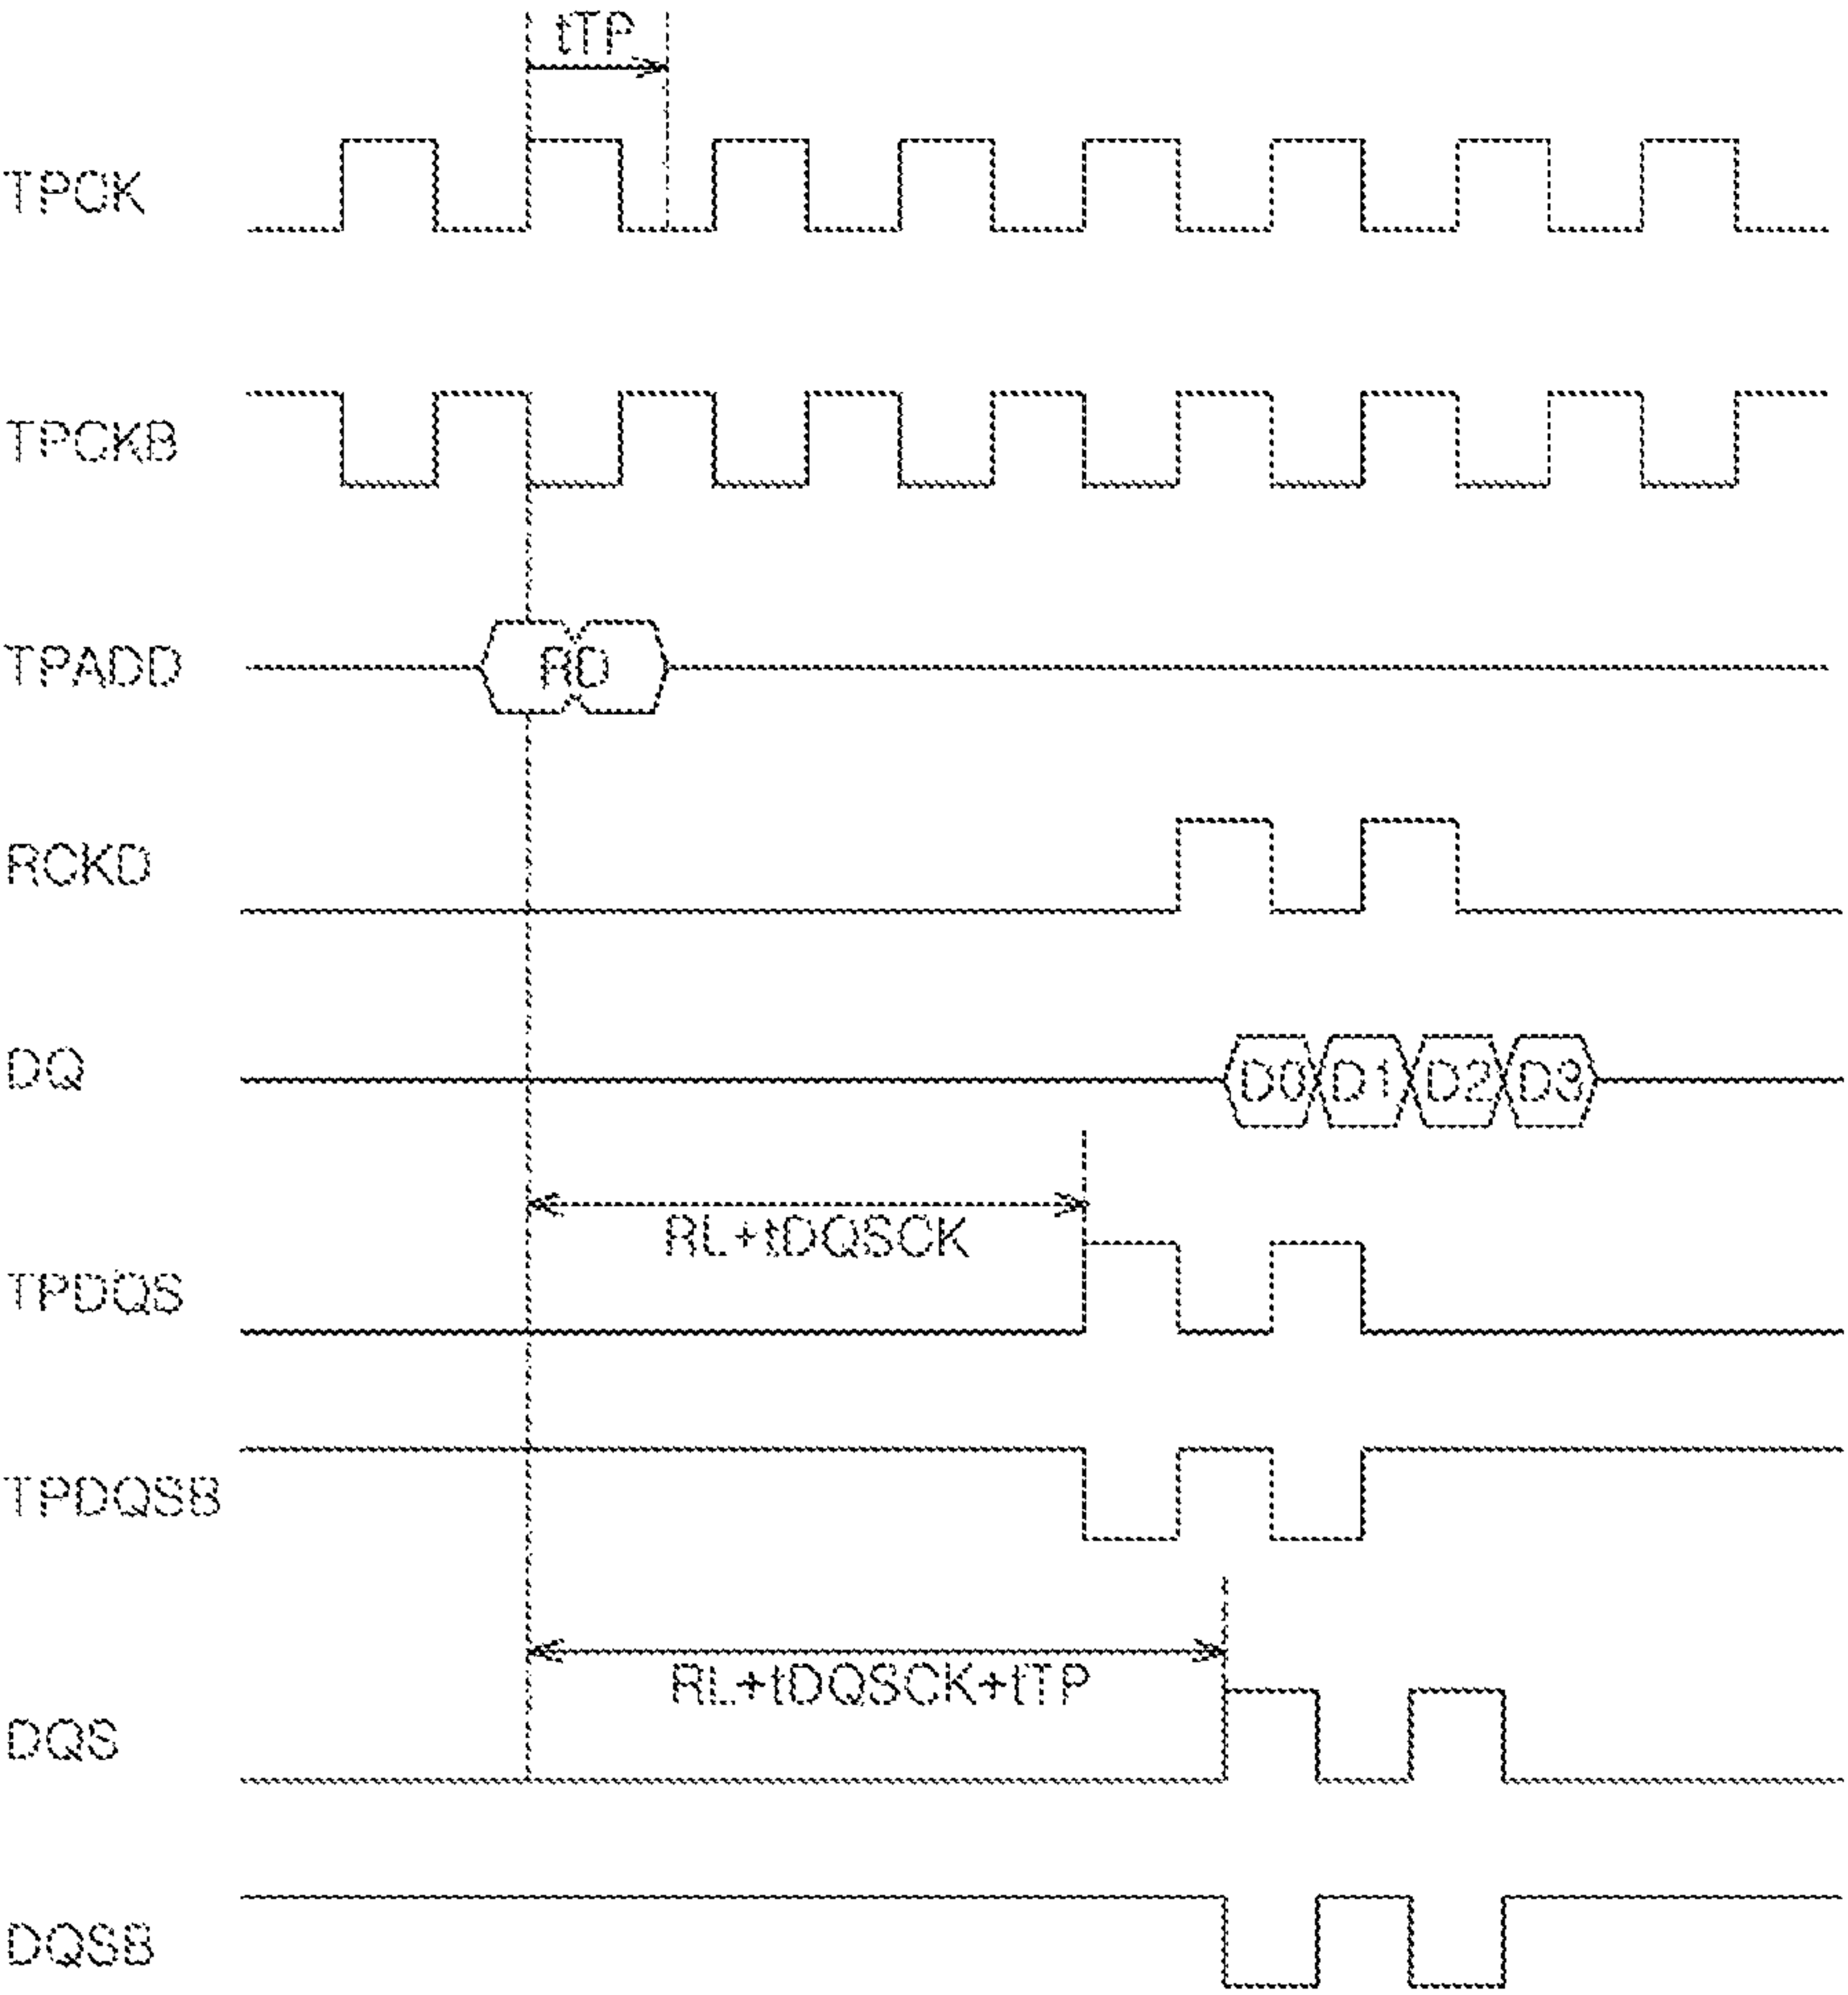 tTP
TPCK
TPCKB
TPADD
RD
RCKD
DQ
D0 D1 D2 D3
RL+tDQSCK
TPDQS
TPDQSB
RL+tDQSCK+tTP
DQS
DQSB